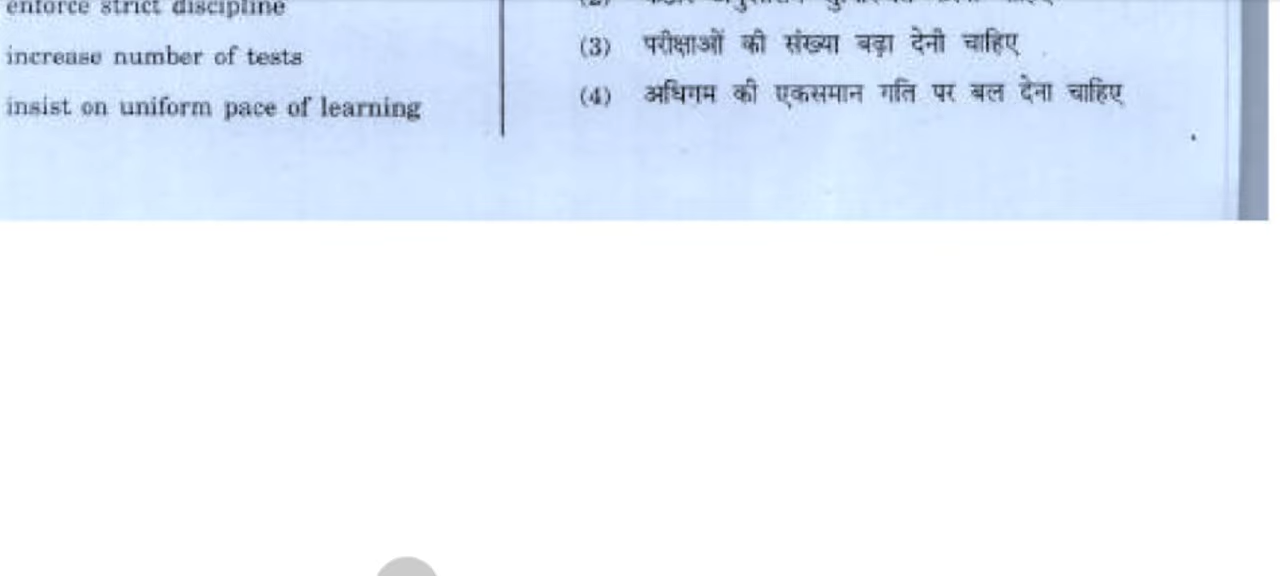 enforce strict discipline
increase number of tests
insist on uniform pace of learning
(2)
(3) परीक्षाओं की संख्या बढ़ा देनी चाहिए
(4) अधिगम की एकसमान गति पर बल देना चाहिए